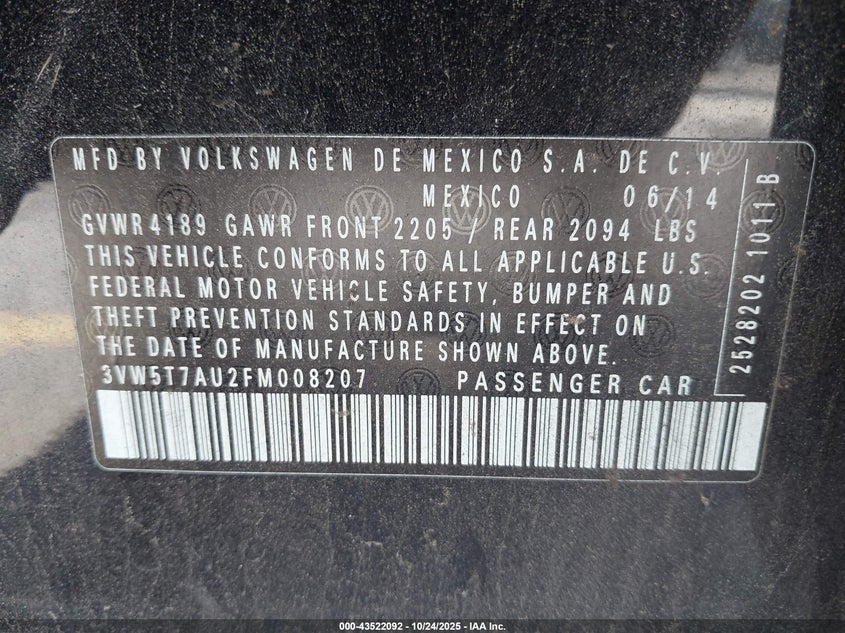 MFD BY VOLKSWAGEN DE MEXICO S.A. DE C.V.
MEXICO 06/14
GVWR 4189 GAWR FRONT 2205 / REAR 2094 LBS
THIS VEHICLE CONFORMS TO ALL APPLICABLE U.S.
FEDERAL MOTOR VEHICLE SAFETY, BUMPER AND
THEFT PREVENTION STANDARDS IN EFFECT ON
THE DATE OF MANUFACTURE SHOWN ABOVE.
3VW5T7AU2FM008207 PASSENGER CAR
2528202 1011 B
000-43522092 - 10/24/2025 - IAA Inc.